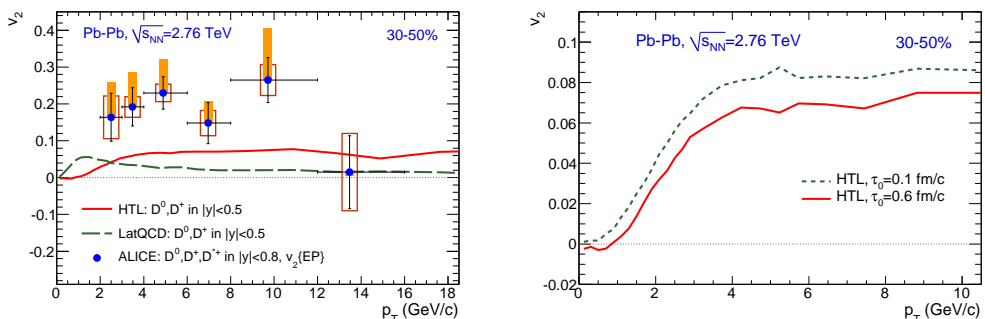 v₂
0.4
0.3
0.2
0.1
0
-0.1
-0.2
Pb-Pb, √s_NN=2.76 TeV
30-50%
HTL: D⁰,D⁺ in |y|<0.5
LatQCD: D⁰,D⁺ in |y|<0.5
ALICE: D⁰,D⁺,D*⁺ in |y|<0.8, v₂{EP}
0 2 4 6 8 10 12 14 16 18
p_T (GeV/c)
v₂
0.1
0.08
0.06
0.04
0.02
0
-0.02
Pb-Pb, √s_NN=2.76 TeV
30-50%
HTL, τ₀=0.1 fm/c
HTL, τ₀=0.6 fm/c
0 2 4 6 8 10
p_T (GeV/c)